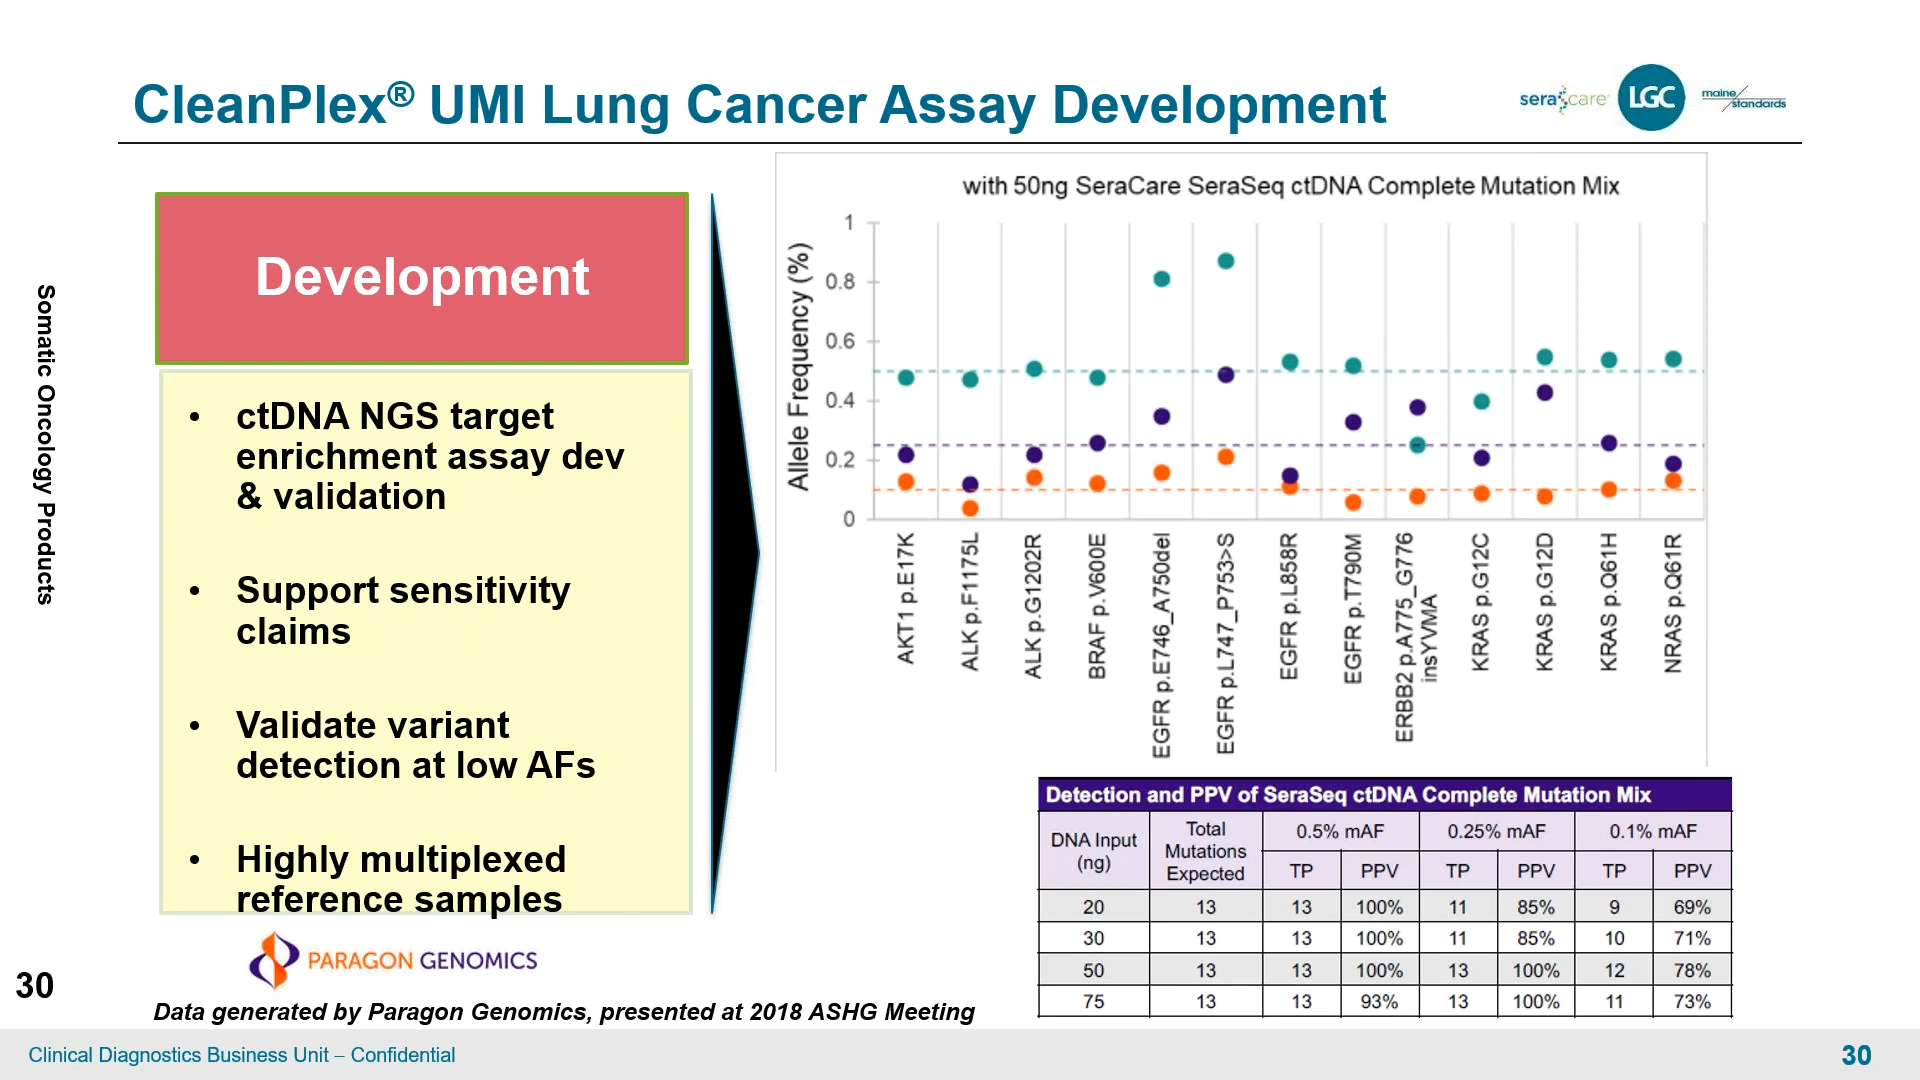 CleanPlex® UMI Lung Cancer Assay Development
sera care
LGC
maine
standards
Somatic Oncology Products
Development
• ctDNA NGS target
enrichment assay dev
& validation
• Support sensitivity
claims
• Validate variant
detection at low AFs
• Highly multiplexed
reference samples
with 50ng SeraCare SeraSeq ctDNA Complete Mutation Mix
Allele Frequency (%)
1
0.8
0.6
0.4
0.2
0
AKT1 p.E17K
ALK p.F1175L
ALK p.G1202R
BRAF p.V600E
EGFR p.E746_A750del
EGFR p.L747_P753>S
EGFR p.L858R
EGFR p.T790M
ERBB2 p.A775_G776
insYVMA
KRAS p.G12C
KRAS p.G12D
KRAS p.Q61H
NRAS p.Q61R
Detection and PPV of SeraSeq ctDNA Complete Mutation Mix
DNA Input (ng) Total Mutations Expected 0.5% mAF 0.25% mAF 0.1% mAF
TP PPV TP PPV TP PPV
20 13 13 100% 11 85% 9 69%
30 13 13 100% 11 85% 10 71%
50 13 13 100% 13 100% 12 78%
75 13 13 93% 13 100% 11 73%
PARAGON GENOMICS
30
Data generated by Paragon Genomics, presented at 2018 ASHG Meeting
Clinical Diagnostics Business Unit – Confidential
30